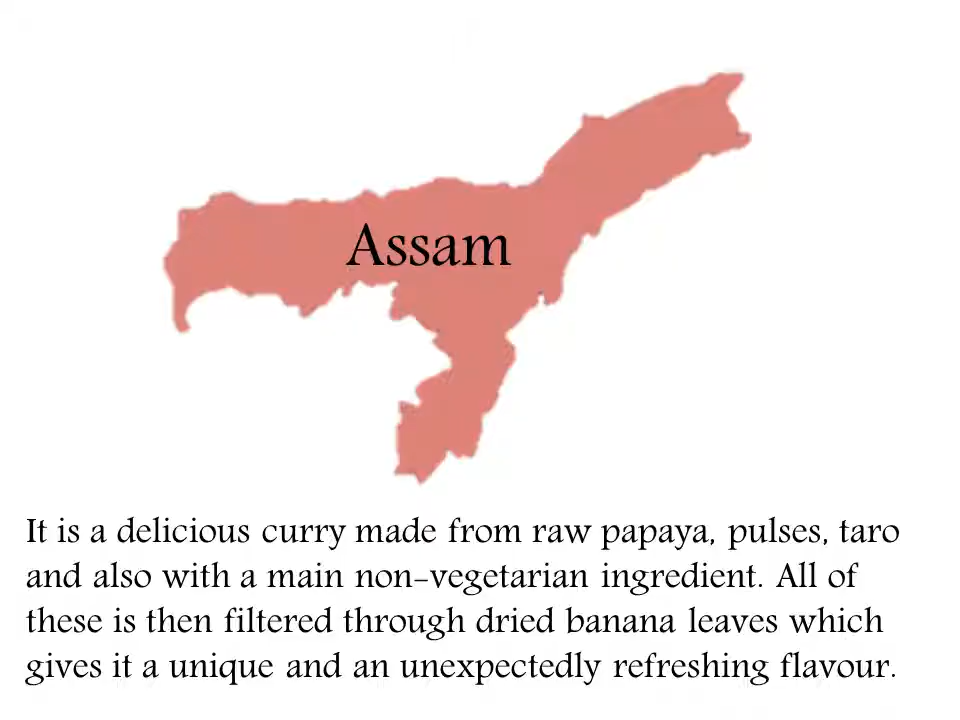 Assam
It is a delicious curry made from raw papaya, pulses, taro
and also with a main non-vegetarian ingredient. All of
these is then filtered through dried banana leaves which
gives it a unique and an unexpectedly refreshing flavour.